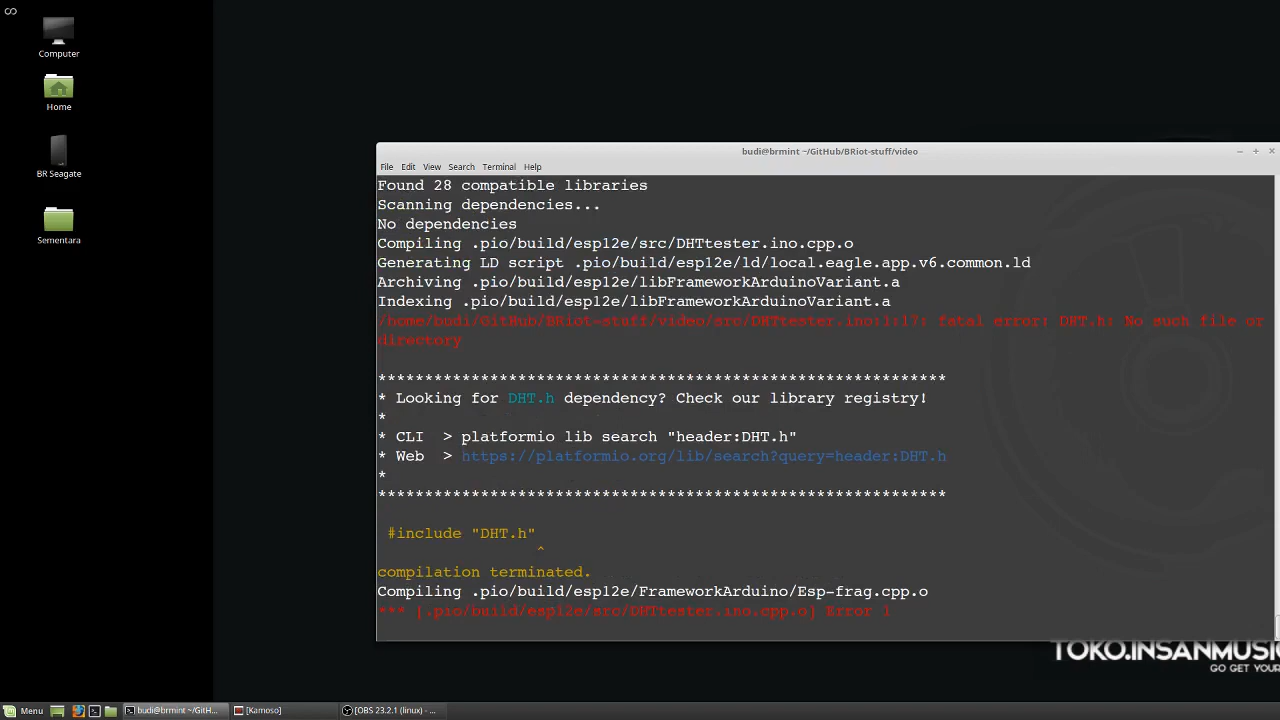 Computer
Home
BR Seagate
Sementara
budi@brmint ~/GitHub/BRiot-stuff/video
File Edit View Search Terminal Help
Found 28 compatible libraries
Scanning dependencies...
No dependencies
Compiling .pio/build/esp12e/src/DHTtester.ino.cpp.o
Generating LD script .pio/build/esp12e/ld/local.eagle.app.v6.common.ld
Archiving .pio/build/esp12e/libFrameworkArduinoVariant.a
Indexing .pio/build/esp12e/libFrameworkArduinoVariant.a
/home/budi/GitHub/BRiot-stuff/video/src/DHTtester.ino:1:17: fatal error: DHT.h: No such file or
directory
*************************************************************
* Looking for DHT.h dependency? Check our library registry!
*
* CLI > platformio lib search "header:DHT.h"
* Web > https://platformio.org/lib/search?query=header:DHT.h
*
*************************************************************
#include "DHT.h"
^
compilation terminated.
Compiling .pio/build/esp12e/FrameworkArduino/Esp-frag.cpp.o
*** [.pio/build/esp12e/src/DHTtester.ino.cpp.o] Error 1
TOKO.INSANMUSI
GO GET YOUR
Menu
budi@brmint ~/GitH...
[Kamoso]
[OBS 23.2.1 (linux) - ...